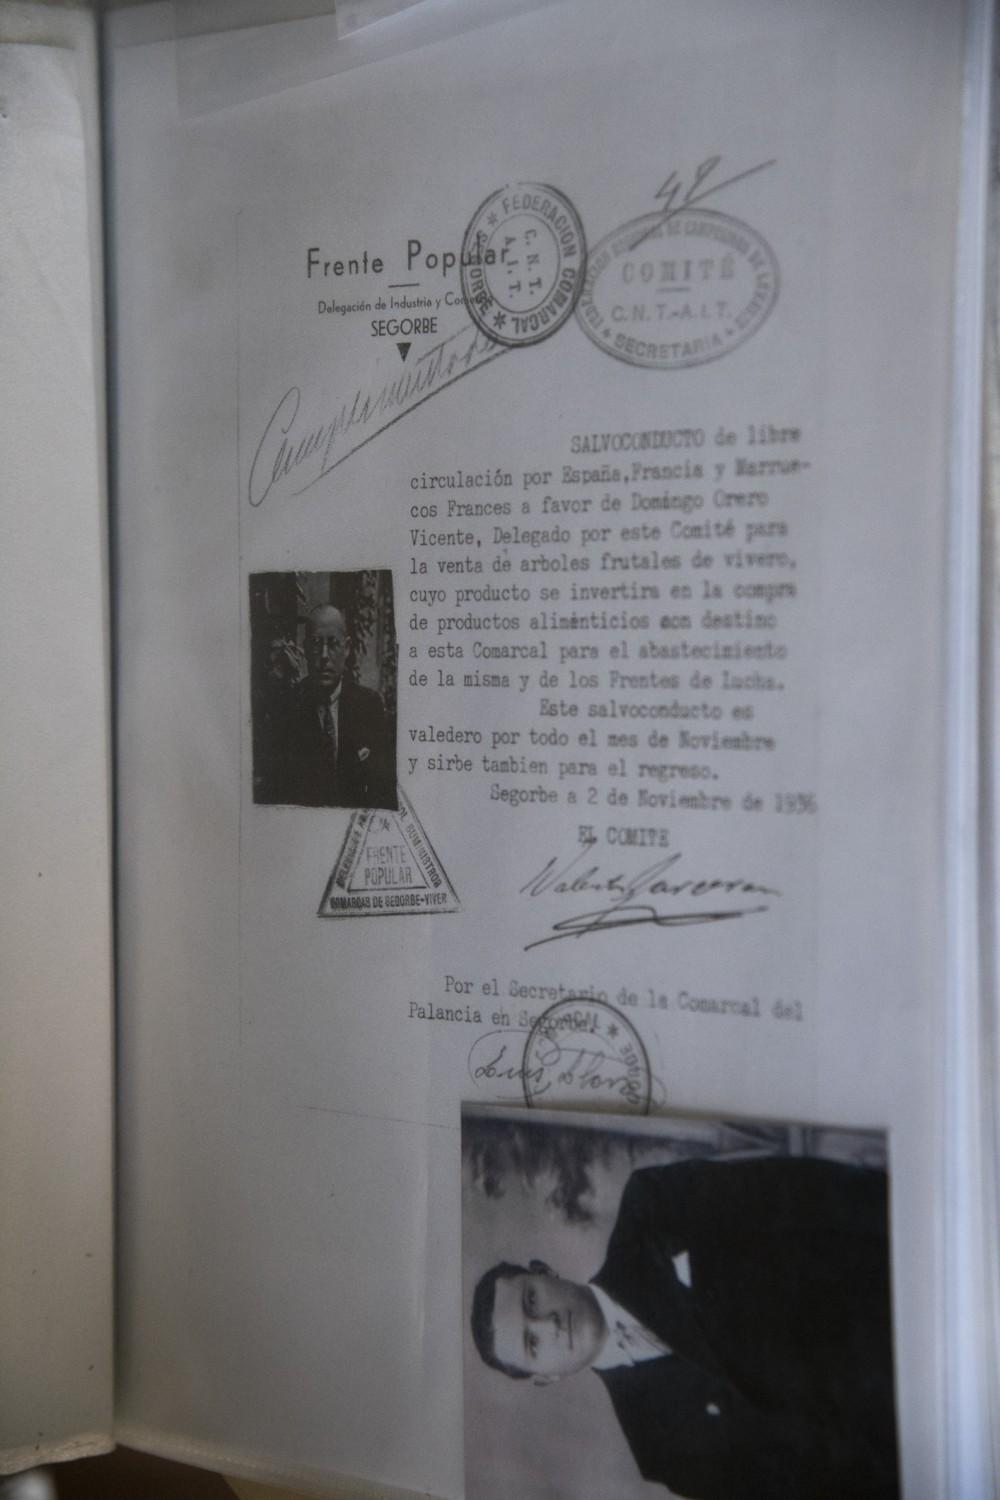 49
Frente Popular
Delegación de Industria y Comercio
SEGORBE
FEDERACION COMARCAL
SEGORBE
C. N. T.
A. I. T.
COMITÉ
C. N. T.-A. I. T.
SECRETARIA
SALVOCONDUCTO de libre
circulación por España,Francia y Marrue-
cos Frances a favor de Domingo Orero
Vicente, Delegado por este Comité para
la venta de arboles frutales de vivero,
cuyo producto se invertira en la compra
de productos alimenticios con destino
a esta Comarcal para el abastecimiento
de la misma y de los Frentes de Lucha.
Este salvoconducto es
valedero por todo el mes de Noviembre
y sirbe tambien para el regreso.
Segorbe a 2 de Noviembre de 1936
EL COMITE
FRENTE
POPULAR
COMARCAS DE SEGORBE-VIVER
Por el Secretario de la Comarcal del
Palancia en Segorbe.
Luis